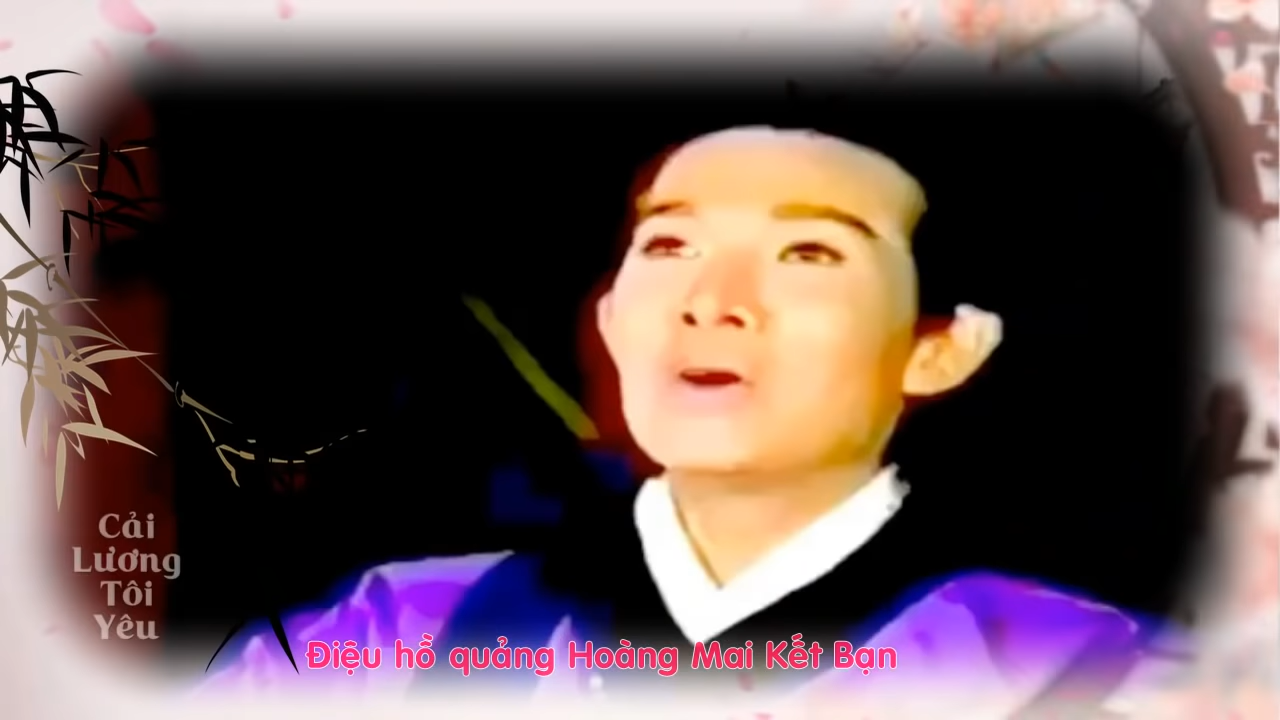 Cải
Lương
Tôi
Yêu
Điệu hồ quảng Hoàng Mai Kết Bạn